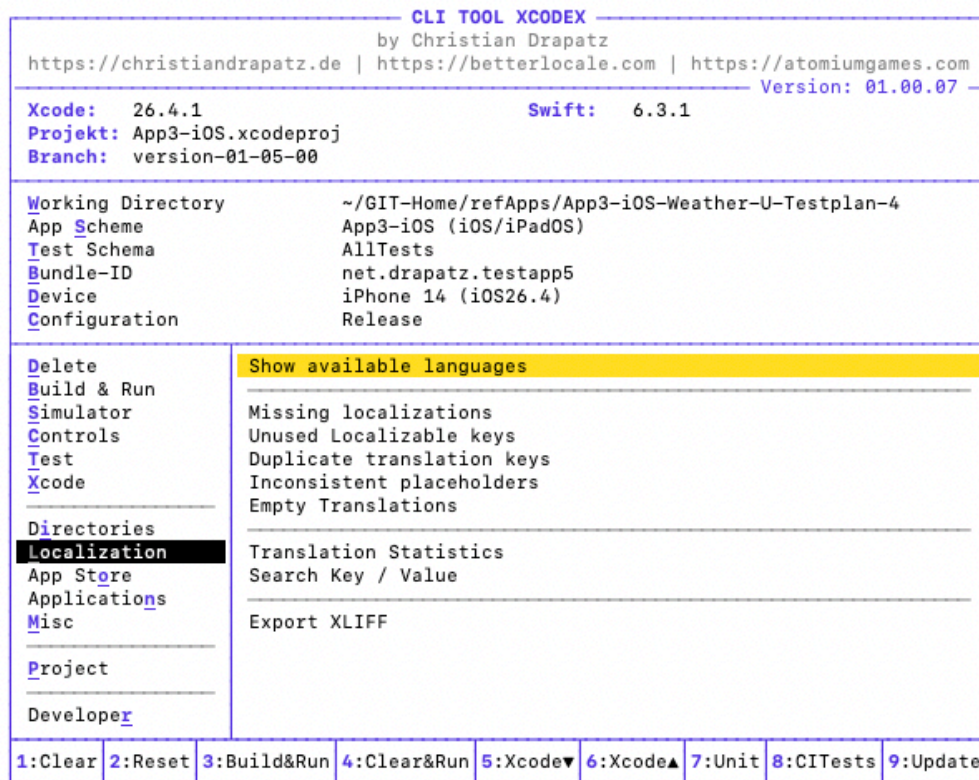 CLI TOOL XCODEX
by Christian Drapatz
https://christiandrapatz.de | https://betterlocale.com | https://atomiumgames.com
Version: 01.00.07
Xcode: 26.4.1 Swift: 6.3.1
Projekt: App3-iOS.xcodeproj
Branch: version-01-05-00
Working Directory ~/GIT-Home/refApps/App3-iOS-Weather-U-Testplan-4
App Scheme App3-iOS (iOS/iPadOS)
Test Schema AllTests
Bundle-ID net.drapatz.testapp5
Device iPhone 14 (iOS26.4)
Configuration Release
Delete
Build & Run
Simulator
Controls
Test
Xcode
Directories
Localization
App Store
Applications
Misc
Project
Developer
Show available languages
Missing localizations
Unused Localizable keys
Duplicate translation keys
Inconsistent placeholders
Empty Translations
Translation Statistics
Search Key / Value
Export XLIFF
1:Clear 2:Reset 3:Build&Run 4:Clear&Run 5:Xcode▼ 6:Xcode▲ 7:Unit 8:CITests 9:Update